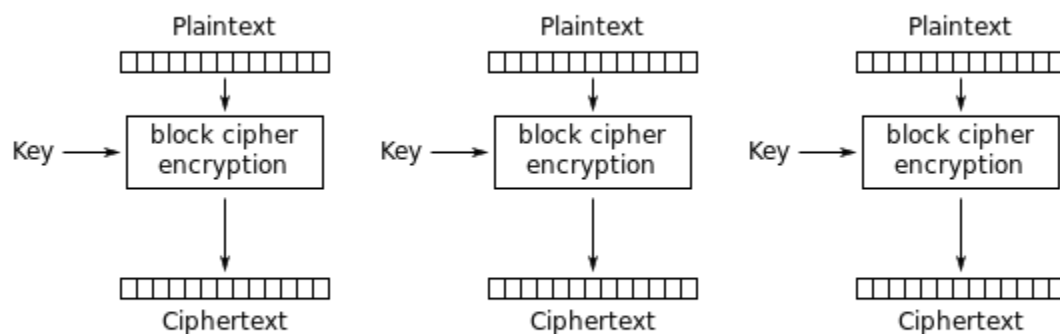 Plaintext
Plaintext
Plaintext
Key
block cipher
encryption
Key
block cipher
encryption
Key
block cipher
encryption
Ciphertext
Ciphertext
Ciphertext